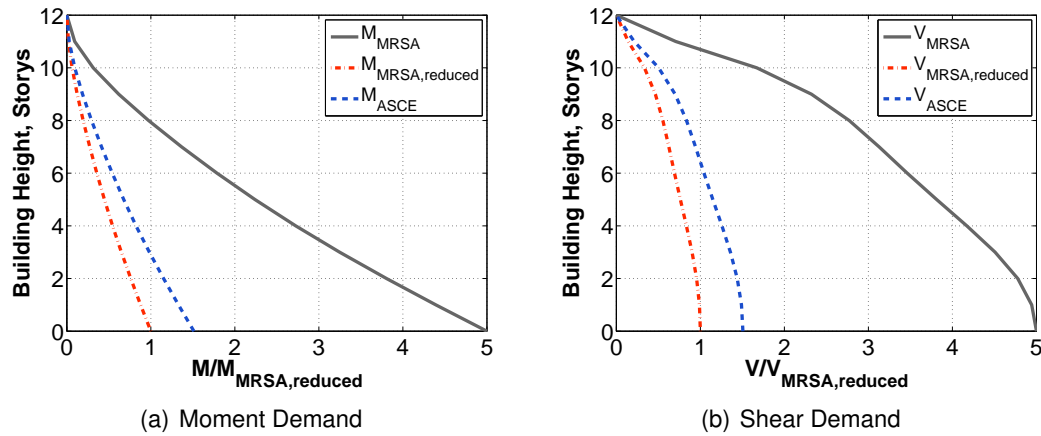 12
10
8
6
4
2
0
Building Height, Storys
0 1 2 3 4 5
M/M_MRSA,reduced
M_MRSA
M_MRSA,reduced
M_ASCE
(a) Moment Demand
12
10
8
6
4
2
0
Building Height, Storys
0 1 2 3 4 5
V/V_MRSA,reduced
V_MRSA
V_MRSA,reduced
V_ASCE
(b) Shear Demand